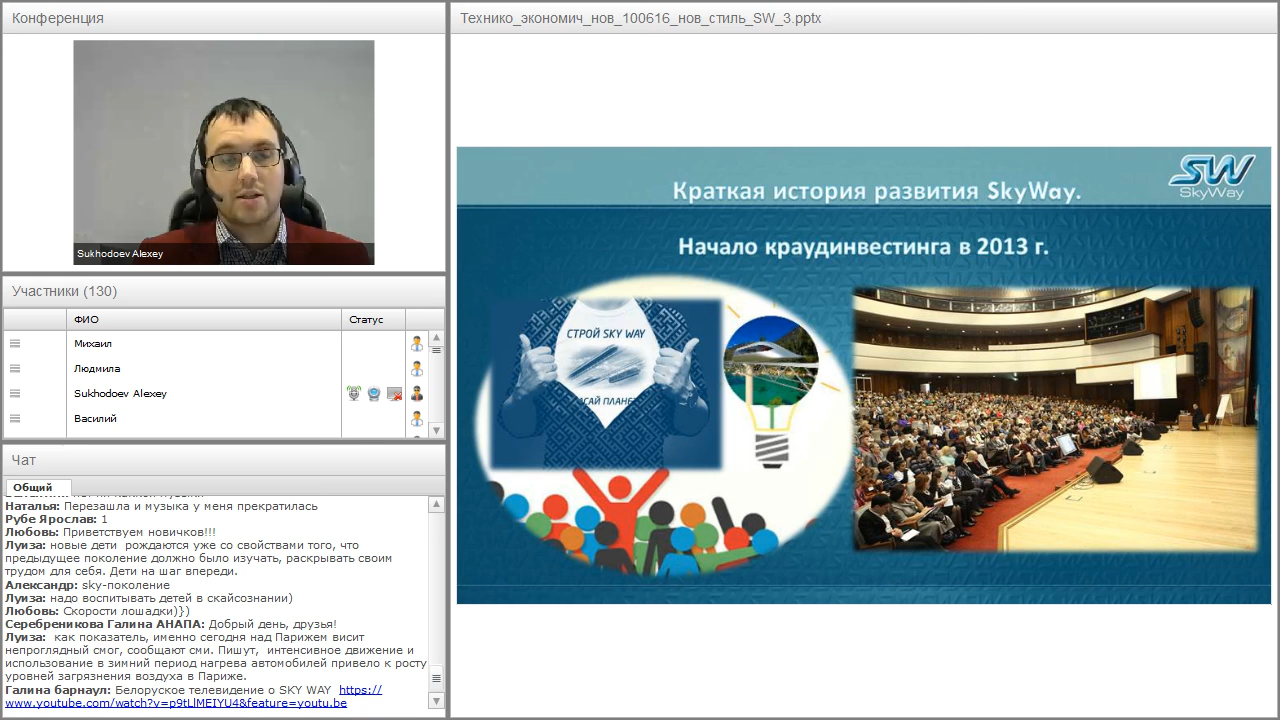 Конференция
Sukhodoev Alexey
Участники (130)
ФИО
Статус
Михаил
Людмила
Sukhodoev Alexey
Василий
Чат
Общий
Наталья: Перезашла и музыка у меня прекратилась
Рубе Ярослав: 1
Любовь: Приветствуем новичков!!!
Луиза: новые дети рождаются уже со свойствами того, что
предыдущее поколение должно было изучать, раскрывать своим
трудом для себя. Дети на шаг впереди.
Александр: sky-поколение
Луиза: надо воспитывать детей в скайсознании)
Любовь: Скорости лошадки)})
Серебреникова Галина АНАПА: Добрый день, друзья!
Луиза: как показатель, именно сегодня над Парижем висит
непроглядный смог, сообщают сми. Пишут, интенсивное движение и
использование в зимний период нагрева автомобилей привело к росту
уровней загрязнения воздуха в Париже.
Галина барнаул: Белоруское телевидение о SKY WAY https://
www.youtube.com/watch?v=p9tLlMEIYU4&feature=youtu.be
Технико_экономич_нов_100616_нов_стиль_SW_3.pptx
SW
SkyWay
Краткая история развития SkyWay.
Начало краудинвестинга в 2013 г.
СТРОЙ SKY WAY